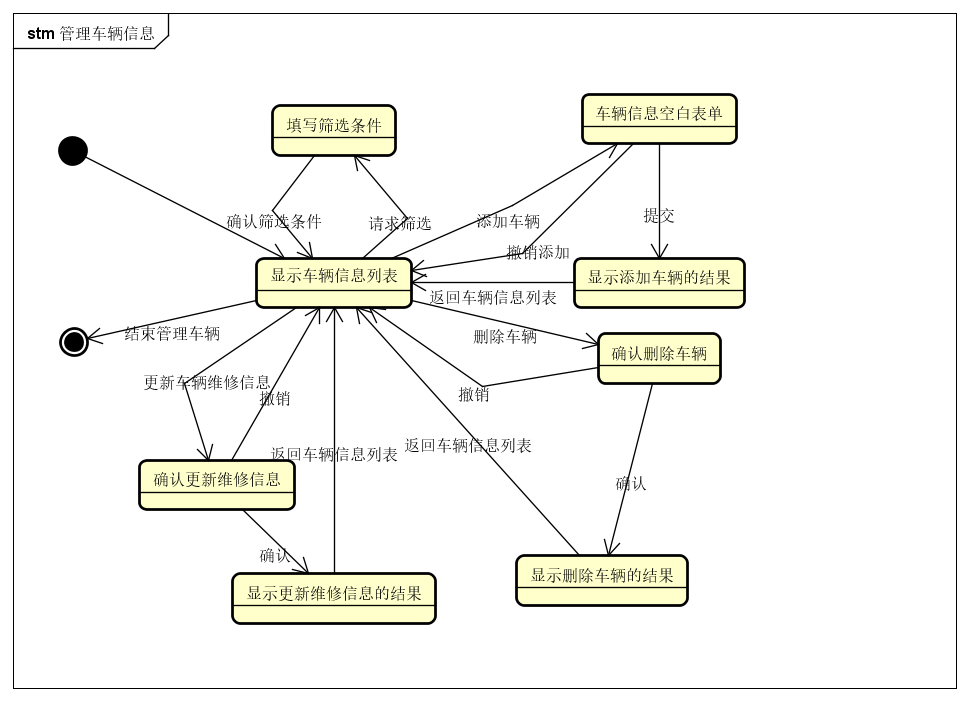 stm 管理车辆信息
车辆信息空白表单
填写筛选条件
提交
确认筛选条件
请求筛选
添加车辆
撤销添加
显示车辆信息列表
显示添加车辆的结果
返回车辆信息列表
结束管理车辆
删除车辆
确认删除车辆
更新车辆维修信息
撤销
撤销
返回车辆信息列表
返回车辆信息列表
确认更新维修信息
确认
确认
显示删除车辆的结果
显示更新维修信息的结果